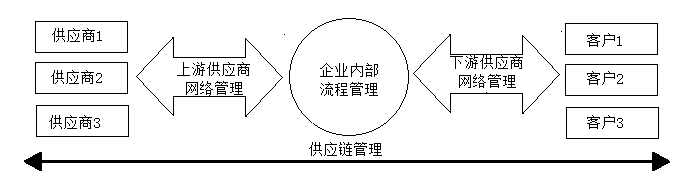 供应商1
供应商2
供应商3
上游供应商
网络管理
企业内部
流程管理
下游供应商
网络管理
客户1
客户2
客户3
供应链管理